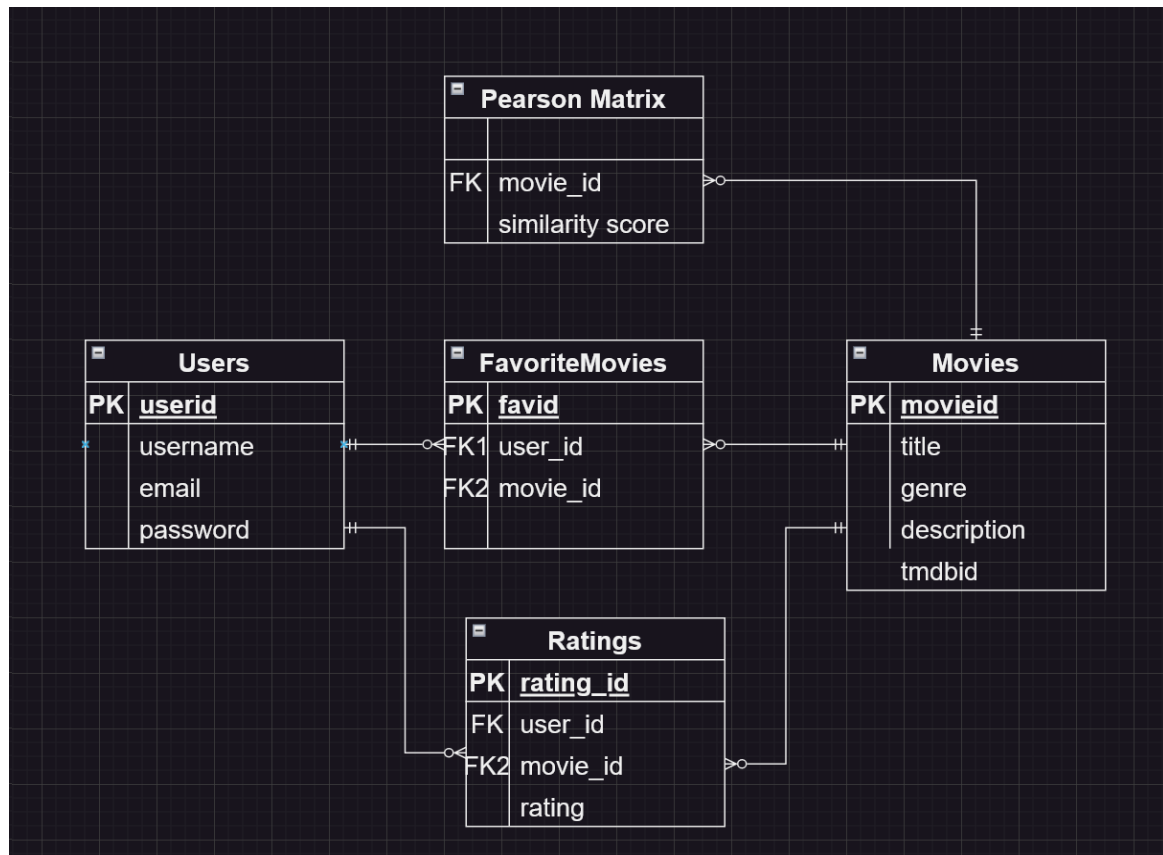 Pearson Matrix
FK movie_id
similarity score
Users
PK userid
username
email
password
FavoriteMovies
PK favid
FK1 user_id
FK2 movie_id
Movies
PK movieid
title
genre
description
tmdbid
Ratings
PK rating_id
FK user_id
FK2 movie_id
rating